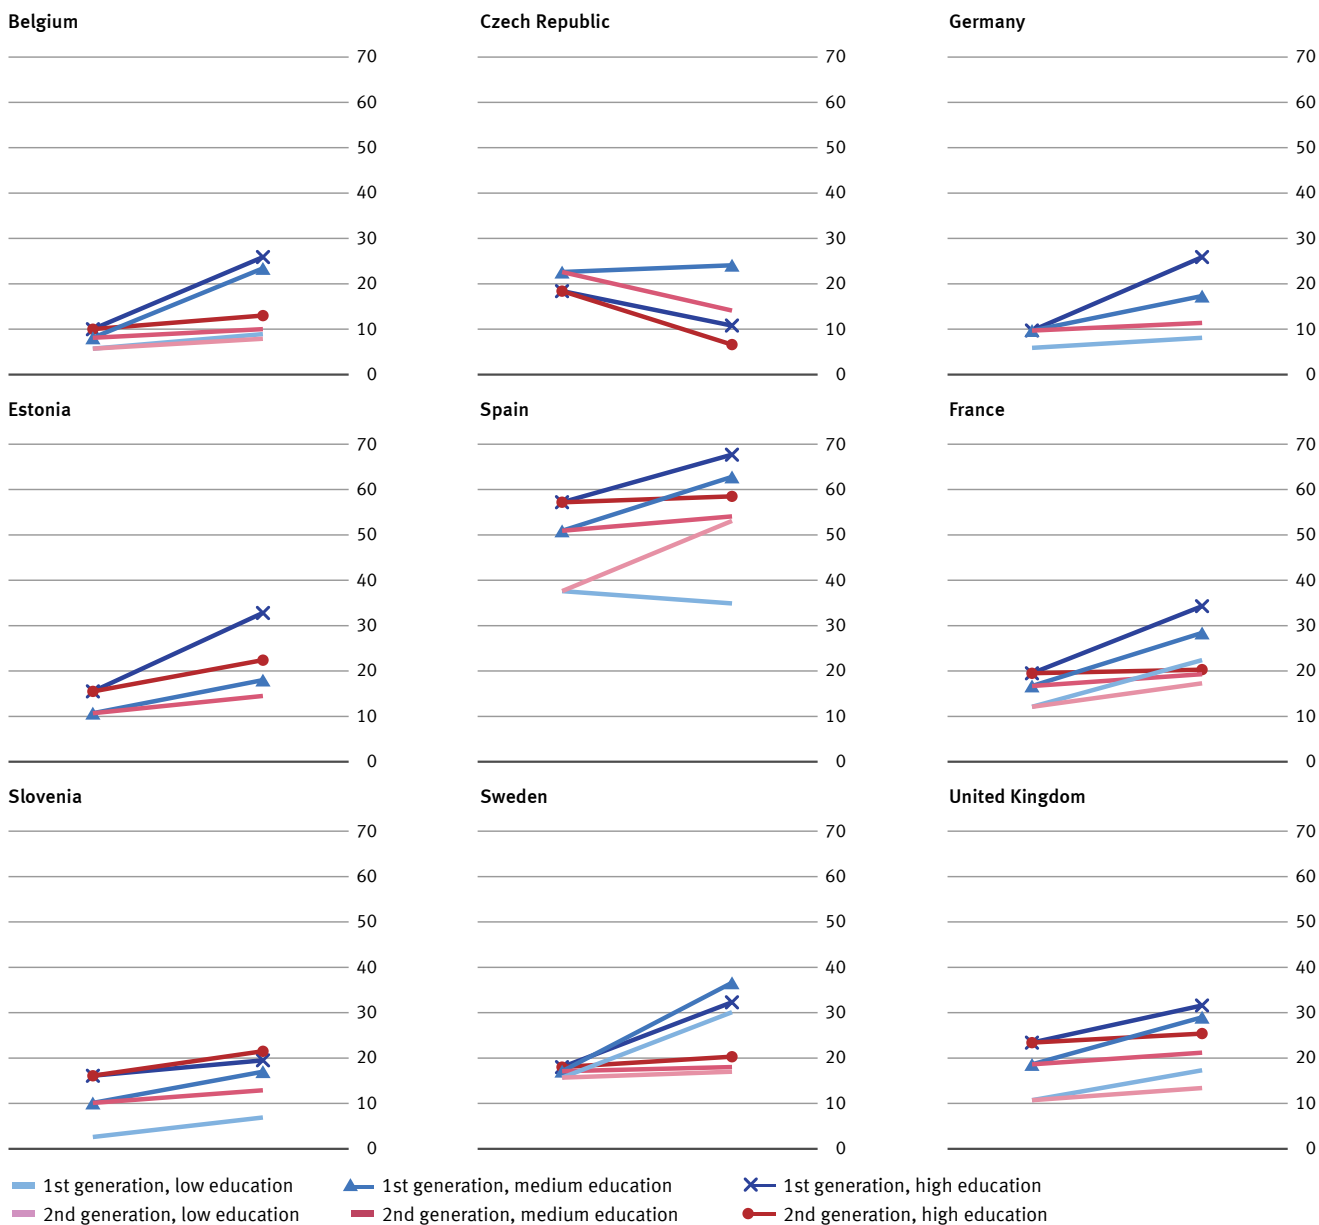 Belgium Czech Republic Germany
70 70 70
60 60 60
50 50 50
40 40 40
30 30 30
20 20 20
10 10 10
0 0 0
Estonia Spain France
70 70 70
60 60 60
50 50 50
40 40 40
30 30 30
20 20 20
10 10 10
0 0 0
Slovenia Sweden United Kingdom
70 70 70
60 60 60
50 50 50
40 40 40
30 30 30
20 20 20
10 10 10
0 0 0
1st generation, low education 1st generation, medium education 1st generation, high education
2nd generation, low education 2nd generation, medium education 2nd generation, high education